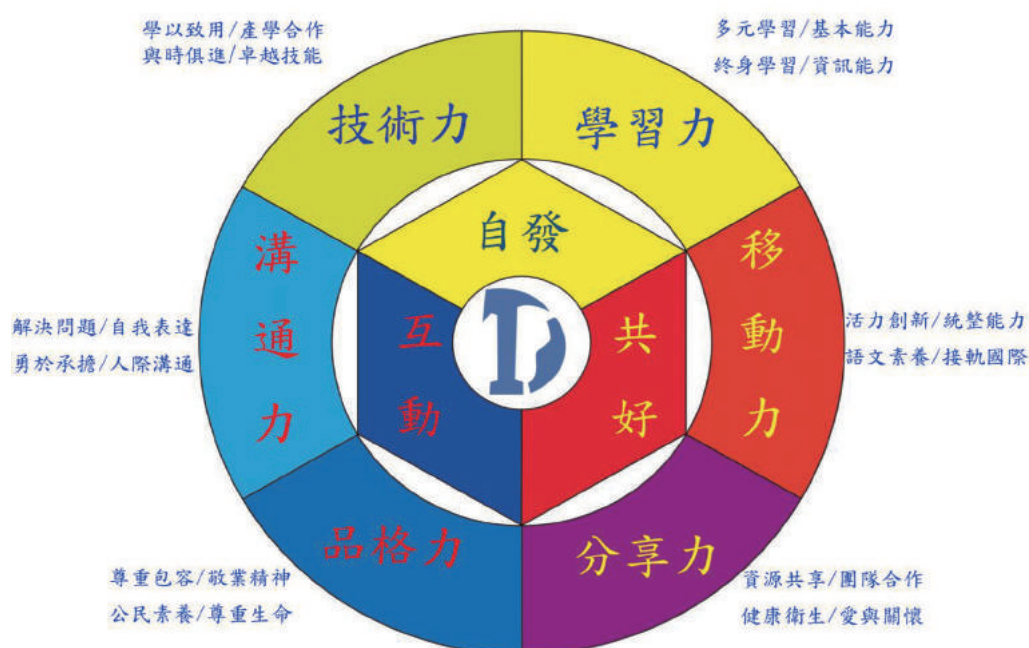 學以致用/產學合作
與時俱進/卓越技能
多元學習/基本能力
終身學習/資訊能力
技術力
學習力
自發
溝通力
移動力
互動
共好
解決問題/自我表達
勇於承擔/人際溝通
活力創新/統整能力
語文素養/接軌國際
品格力
分享力
尊重包容/敬業精神
公民素養/尊重生命
資源共享/團隊合作
健康衛生/愛與關懷